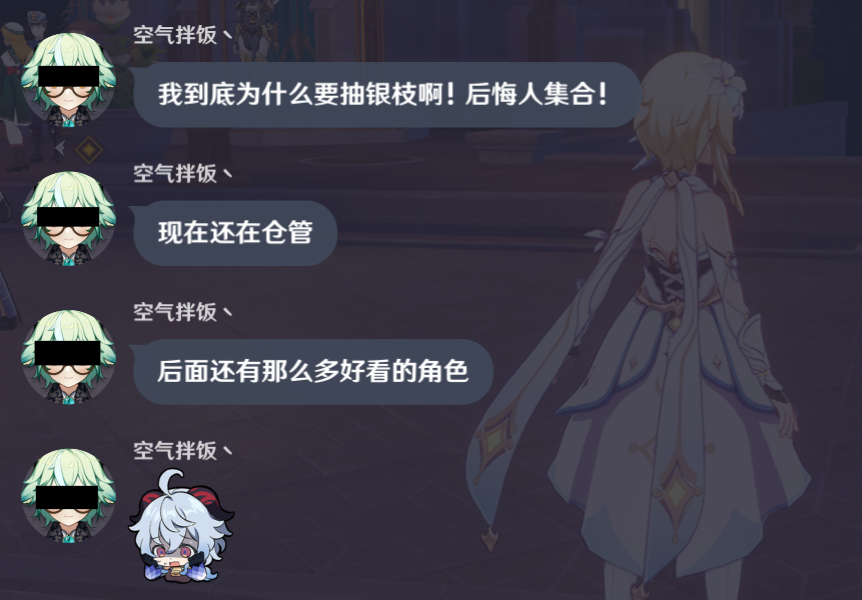 空气拌饭丶
我到底为什么要抽银枝啊！后悔人集合！
空气拌饭丶
现在还在仓管
空气拌饭丶
后面还有那么多好看的角色
空气拌饭丶